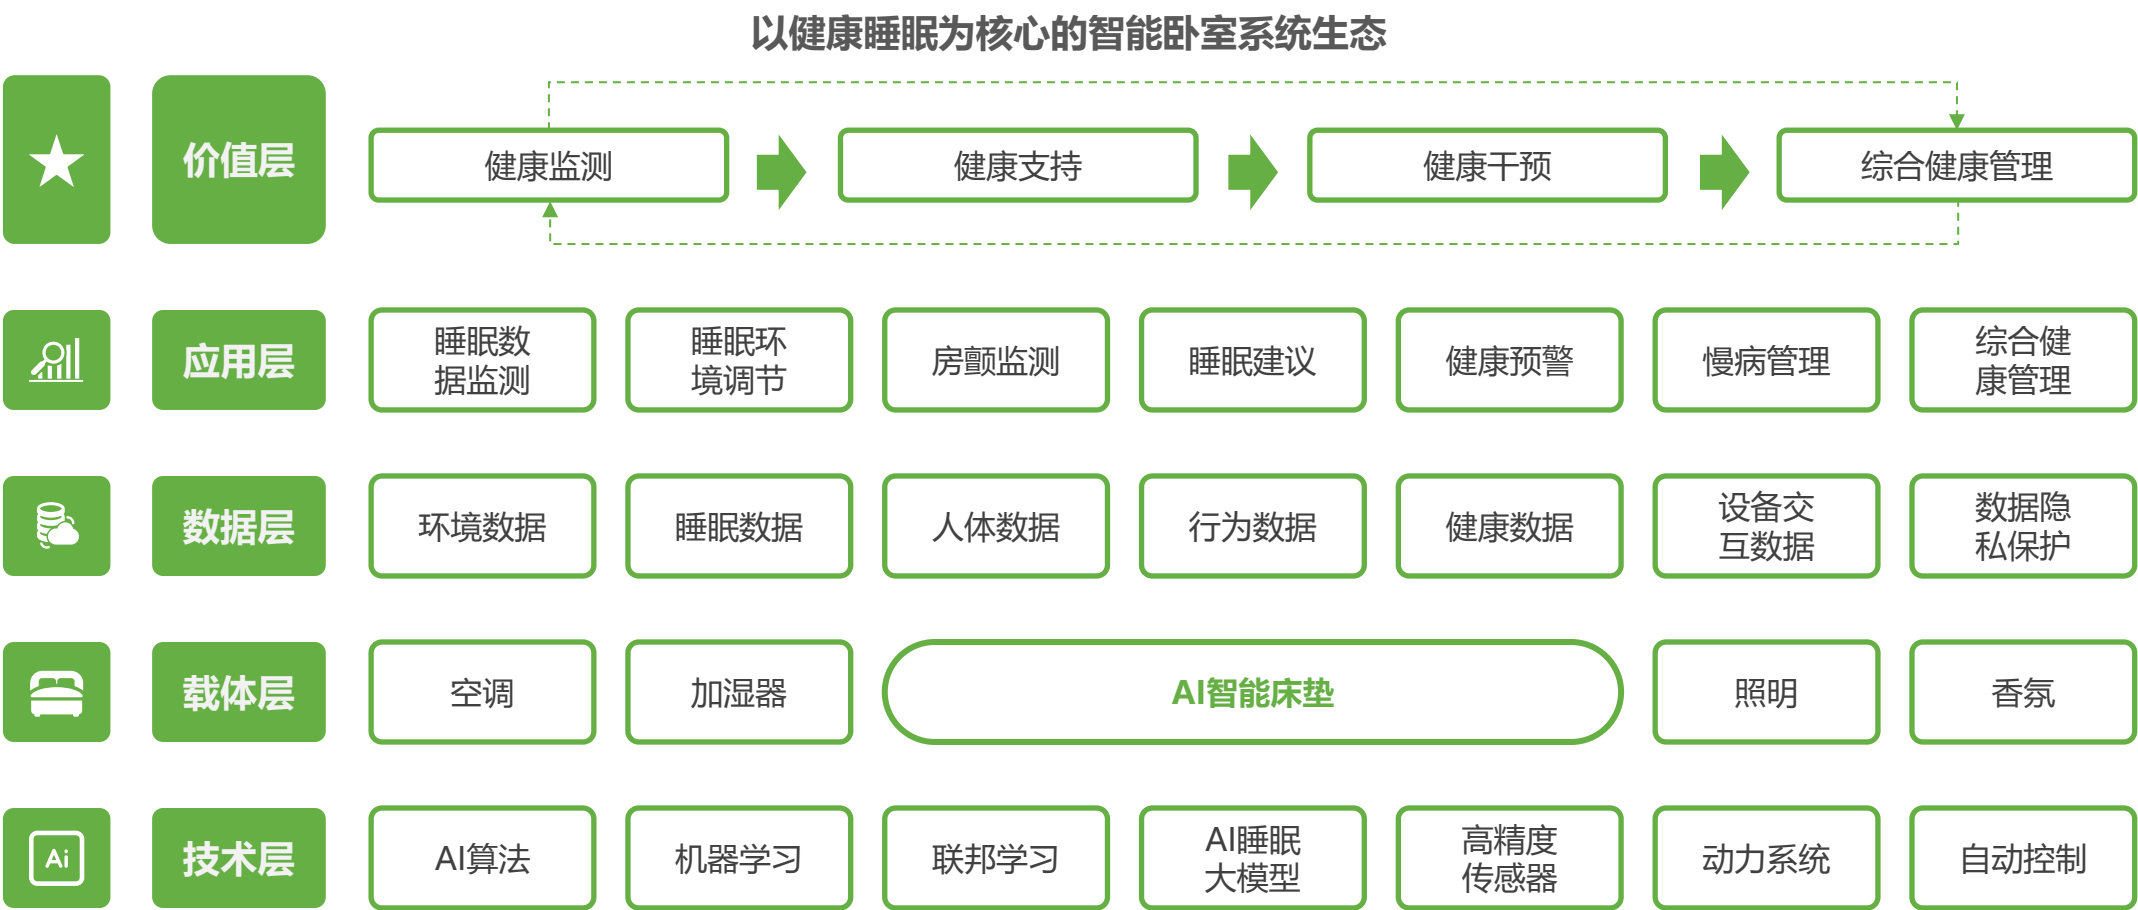 以健康睡眠为核心的智能卧室系统生态
价值层
健康监测
健康支持
健康干预
综合健康管理
应用层
睡眠数
据监测
睡眠环
境调节
房颤监测
睡眠建议
健康预警
慢病管理
综合健
康管理
数据层
环境数据
睡眠数据
人体数据
行为数据
健康数据
设备交
互数据
数据隐
私保护
载体层
空调
加湿器
AI智能床垫
照明
香氛
Ai
技术层
AI算法
机器学习
联邦学习
AI睡眠
大模型
高精度
传感器
动力系统
自动控制